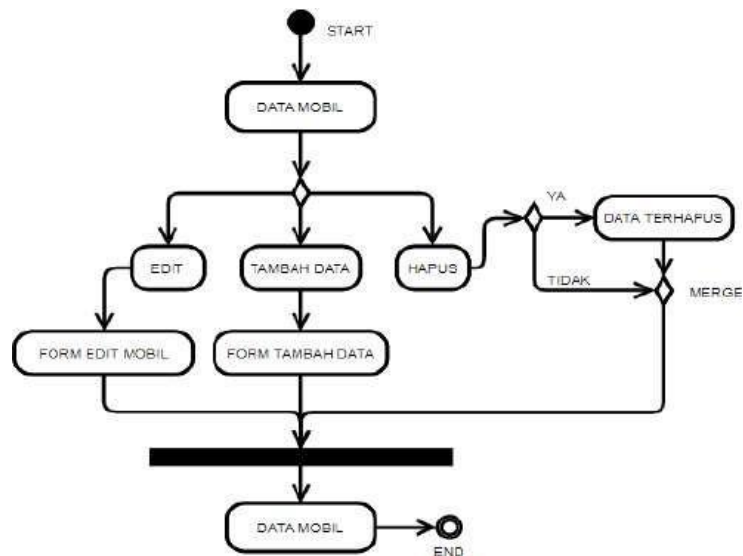 START
DATA MOBIL
YA
DATA TERHAPUS
EDIT
TAMBAH DATA
HAPUS
TIDAK
MERGE
FORM EDIT MOBIL
FORM TAMBAH DATA
DATA MOBIL
END